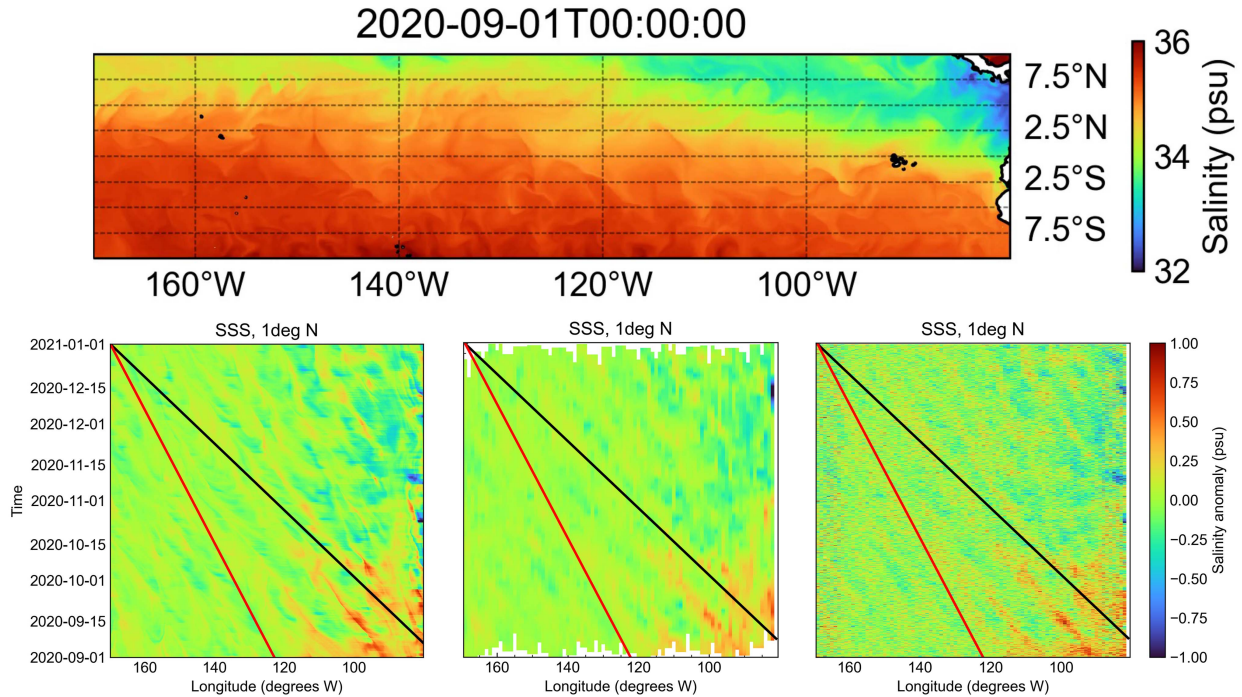 2020-09-01T00:00:00
7.5°N
2.5°N
2.5°S
7.5°S
160°W 140°W 120°W 100°W
36
34
32
Salinity (psu)
SSS, 1deg N
2021-01-01
2020-12-15
2020-12-01
2020-11-15
2020-11-01
2020-10-15
2020-10-01
2020-09-15
2020-09-01
Time
160 140 120 100
Longitude (degrees W)
SSS, 1deg N
160 140 120 100
Longitude (degrees W)
SSS, 1deg N
160 140 120 100
Longitude (degrees W)
1.00
0.75
0.50
0.25
0.00
−0.25
−0.50
−0.75
−1.00
Salinity anomaly (psu)